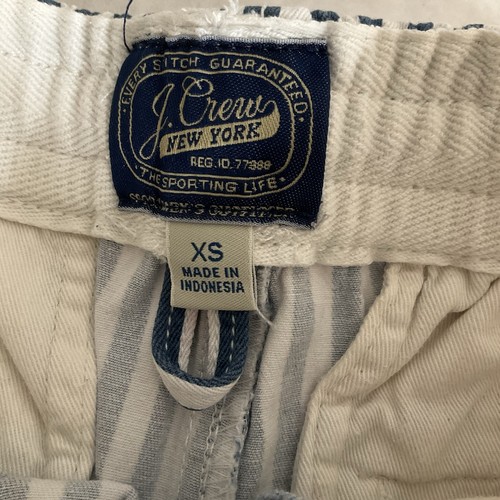 EVERY STITCH GUARANTEED
J.Crew
NEW YORK
REG. ID. 77388
THE SPORTING LIFE
XS
MADE IN
INDONESIA